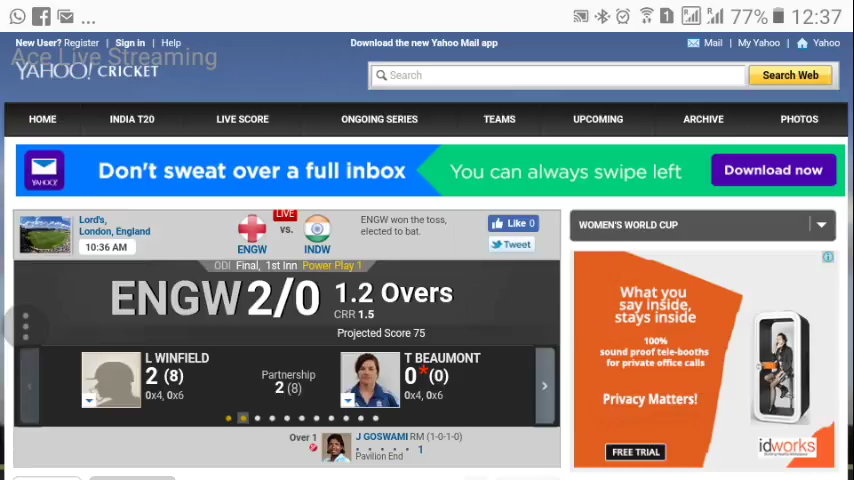 ... 1 77% 12:37
New User? Register | Sign in | Help Download the new Yahoo Mail app Mail | My Yahoo | Yahoo
Ace Live Streaming
YAHOO! CRICKET
Search
Search Web
HOME INDIA T20 LIVE SCORE ONGOING SERIES TEAMS UPCOMING ARCHIVE PHOTOS
YAHOO!
Don't sweat over a full inbox
You can always swipe left
Download now
Lord's,
London, England
10:36 AM
LIVE
vs.
ENGW INDW
ENGW won the toss,
elected to bat.
Like 0
Tweet
ODI Final, 1st Inn Power Play 1
ENGW 2/0 1.2 Overs
CRR 1.5
Projected Score 75
L WINFIELD
2 (8)
0x4, 0x6
Partnership
2 (8)
T BEAUMONT
0* (0)
0x4, 0x6
Over 1
J GOSWAMI RM (1-0-1-0)
• • • • • 1
Pavilion End
WOMEN'S WORLD CUP
What you
say inside,
stays inside
100%
sound proof tele-booths
for private office calls
Privacy Matters!
FREE TRIAL
idworks